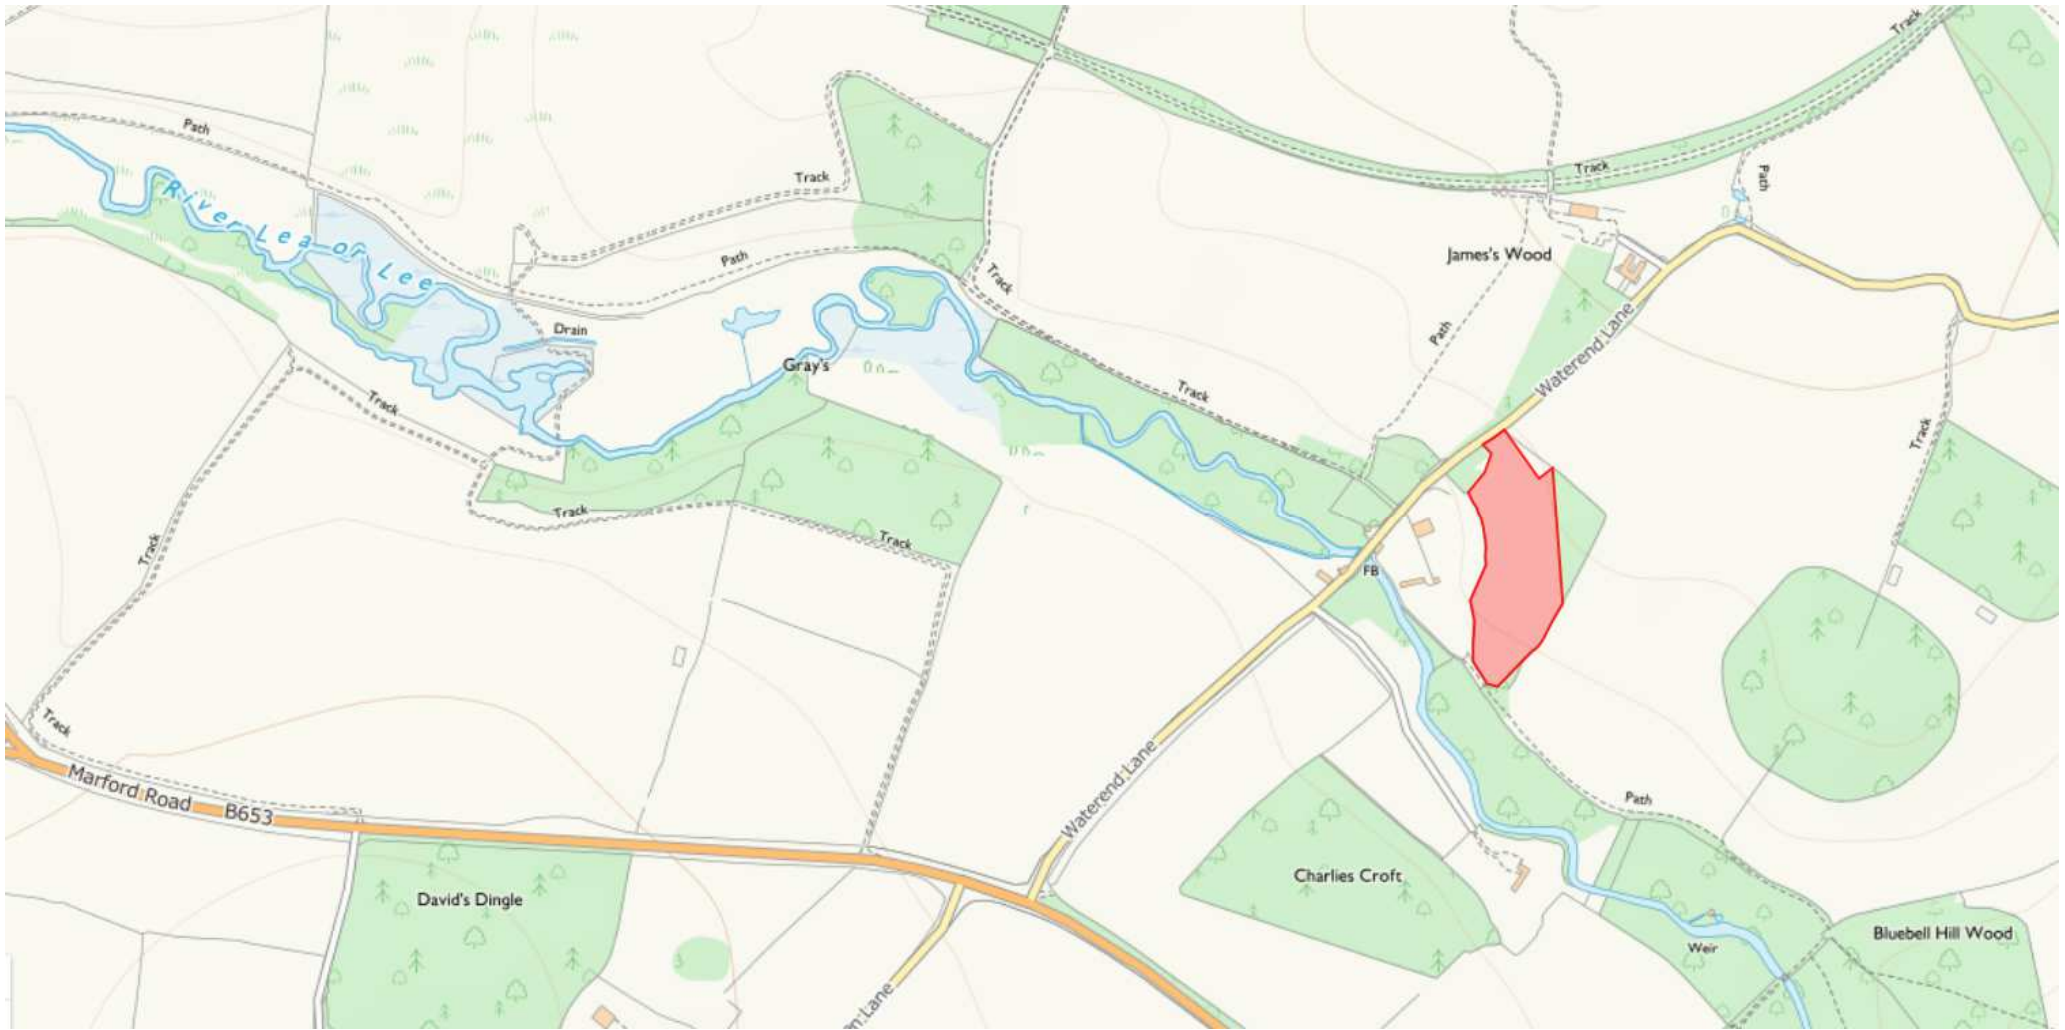 Track
Path
Track
Path
Track
River Lea or Lee
Path
James's Wood
Track
Drain
Path
Waterend Lane
Gray's
Track
Track
Track
Track
Track
Track
FB
Track
Waterend Lane
Path
Marford Road
B653
Charlies Croft
David's Dingle
Bluebell Hill Wood
Weir
Lane